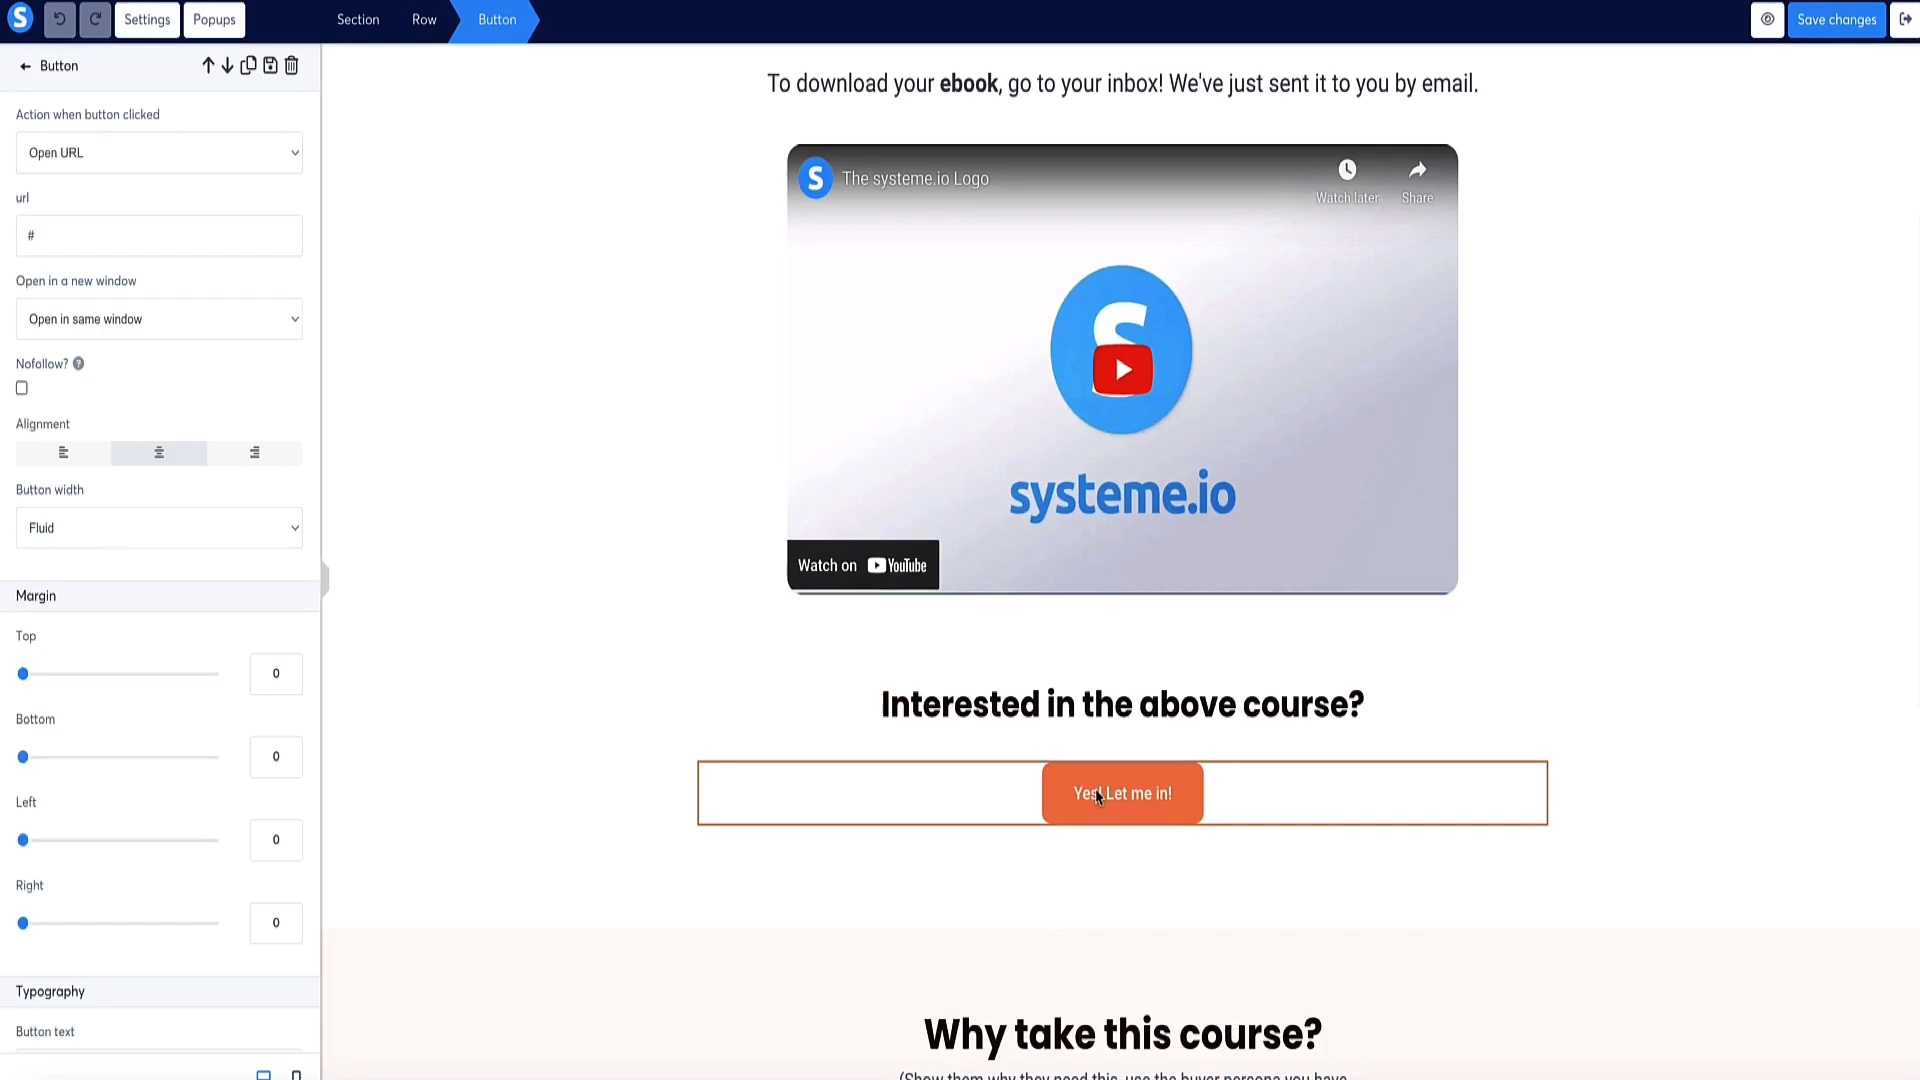 S
Settings
Popups
Section
Row
Button
Save changes
Button
Action when button clicked
Open URL
url
#
Open in a new window
Open in same window
Nofollow? ?
Alignment
Button width
Fluid
Margin
Top
0
Bottom
0
Left
0
Right
0
Typography
Button text
To download your ebook, go to your inbox! We've just sent it to you by email.
S
The systeme.io Logo
Watch later
Share
S
systeme.io
Watch on YouTube
Interested in the above course?
Yes! Let me in!
Why take this course?
(Show them why they need this, use the buyer persona you have